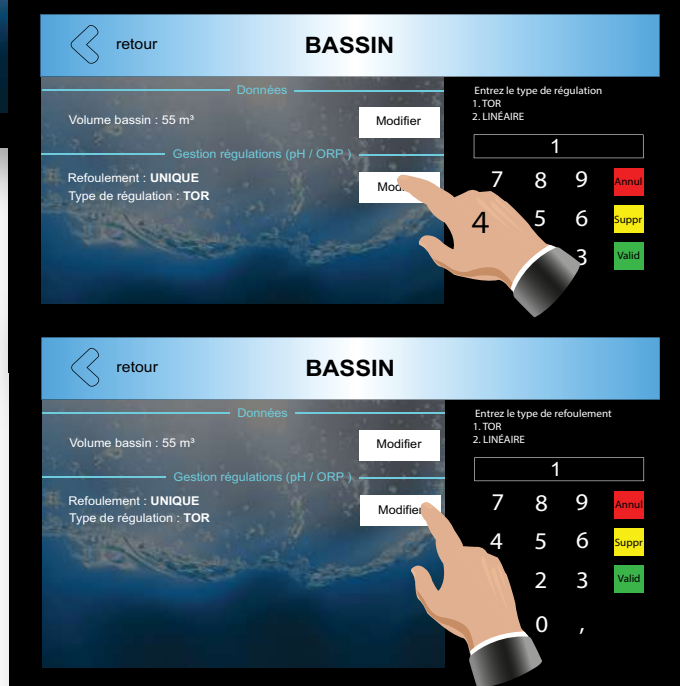 retour
BASSIN
Données
Volume bassin : 55 m³
Modifier
Gestion régulations (pH / ORP )
Refoulement : UNIQUE
Type de régulation : TOR
Entrez le type de régulation
1. TOR
2. LINÉAIRE
1
7 8 9 Annul
4 5 6 Suppr
3 Valid
retour
BASSIN
Données
Volume bassin : 55 m³
Modifier
Gestion régulations (pH / ORP )
Refoulement : UNIQUE
Type de régulation : TOR
Modifier
Entrez le type de refoulement
1. TOR
2. LINÉAIRE
1
7 8 9 Annul
4 5 6 Suppr
2 3 Valid
0 ,